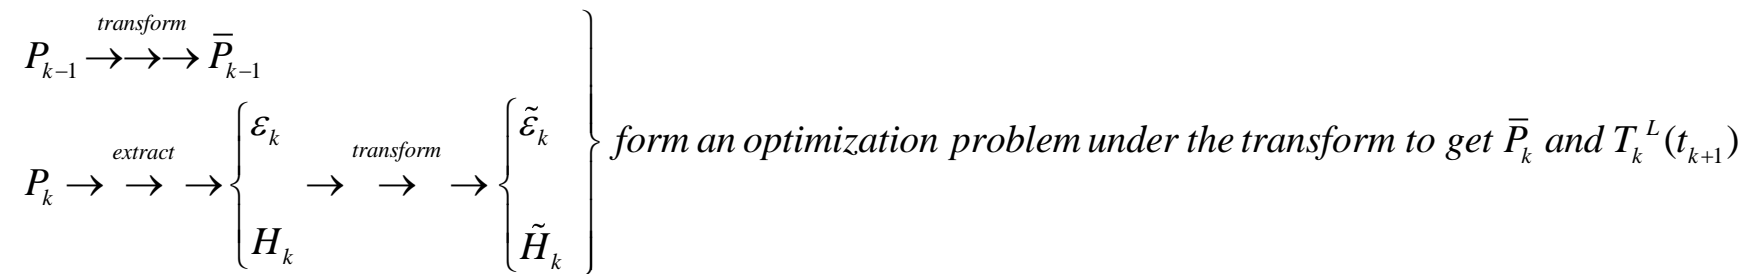 transform
P_{k-1} →→→ P̄_{k-1}
extract transform
P_k → → → { ε_k H_k → → → { ε̃_k H̃_k } form an optimization problem under the transform to get P̄_k and T_k^L(t_{k+1})